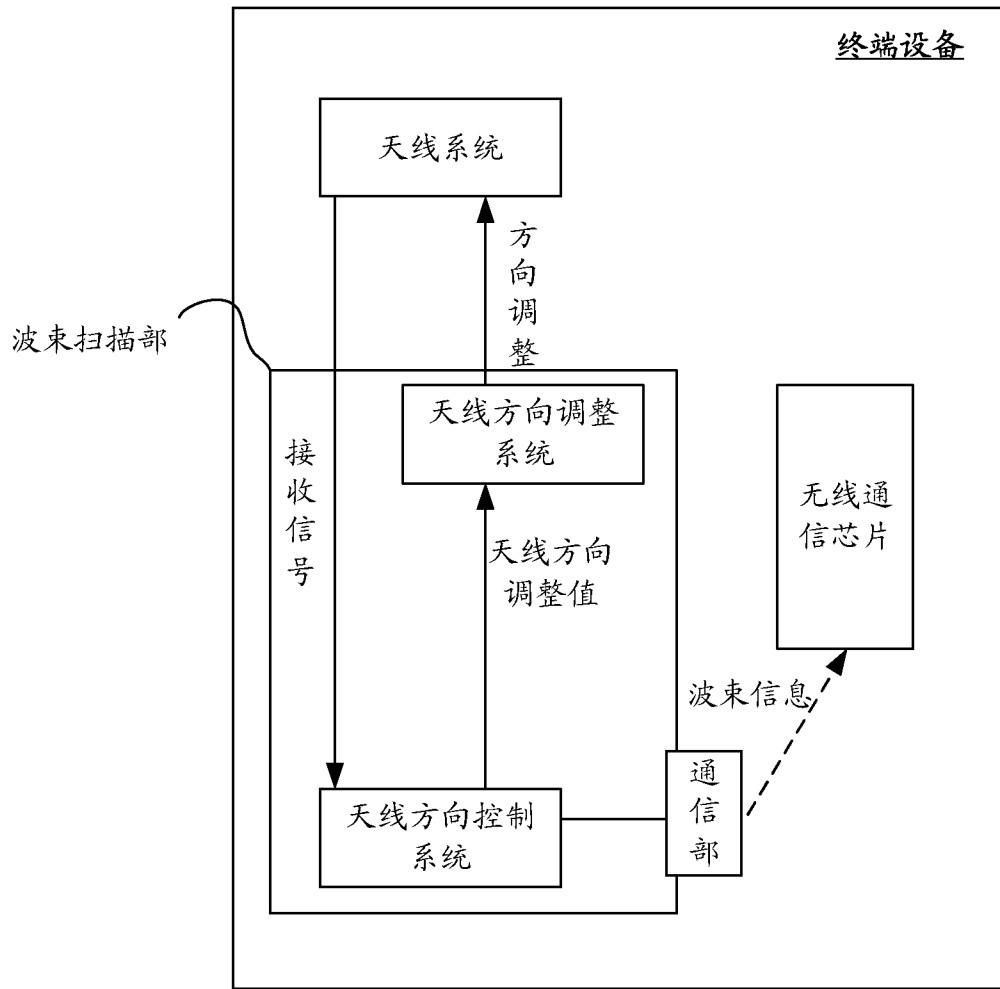 终端设备
天线系统
方向调整
波束扫描部
天线方向调整
系统
接收信号
无线通
信芯片
天线方向
调整值
波束信息
通信部
天线方向控制
系统